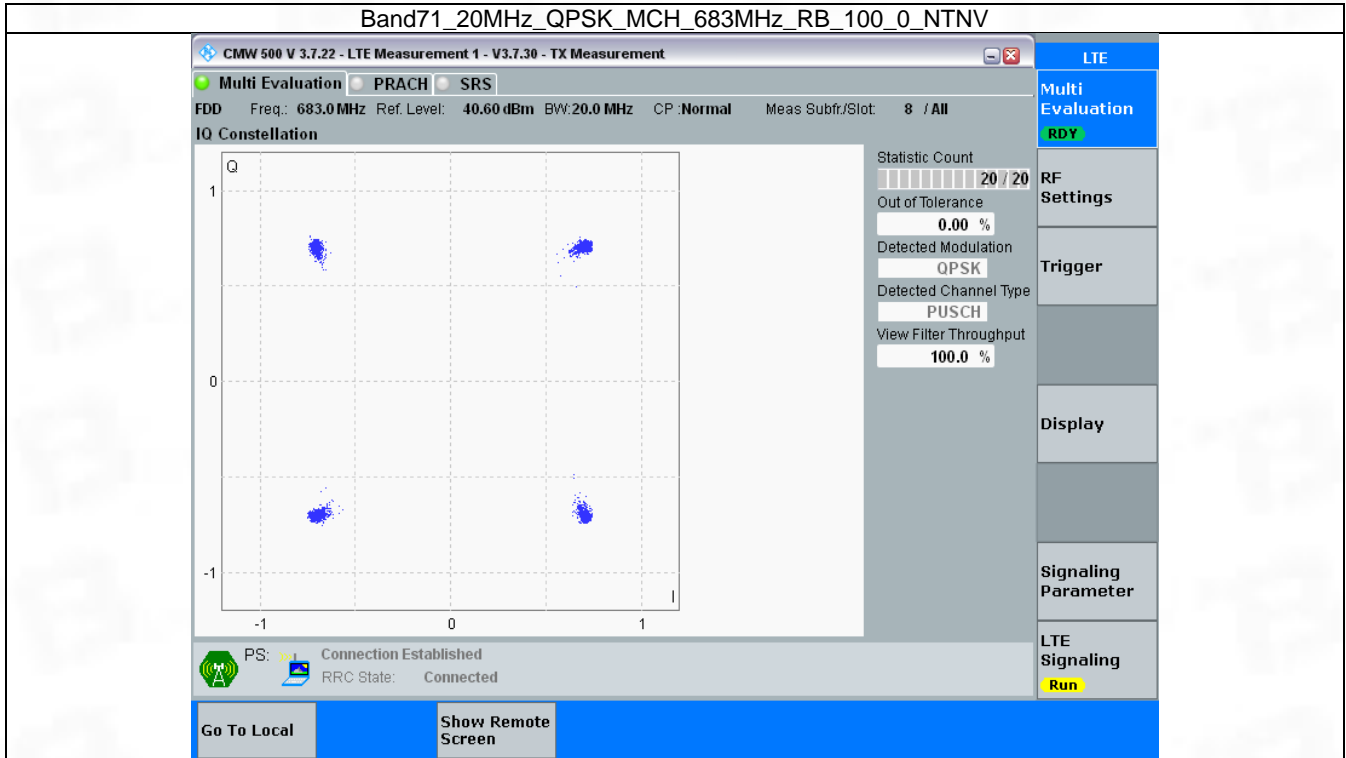 Band71_20MHz_QPSK_MCH_683MHz_RB_100_0_NTNV
CMW 500 V 3.7.22 - LTE Measurement 1 - V3.7.30 - TX Measurement
LTE
Multi Evaluation PRACH SRS
FDD Freq.: 683.0 MHz Ref. Level: 40.60 dBm BW: 20.0 MHz CP : Normal Meas Subfr./Slot: 8 / All
IQ Constellation
Q
1
0
-1
-1 0 1
I
Statistic Count
20 / 20
Out of Tolerance
0.00 %
Detected Modulation
QPSK
Detected Channel Type
PUSCH
View Filter Throughput
100.0 %
Multi
Evaluation
RDY
RF
Settings
Trigger
Display
Signaling
Parameter
LTE
Signaling
Run
PS: Connection Established
RRC State: Connected
Go To Local
Show Remote
Screen